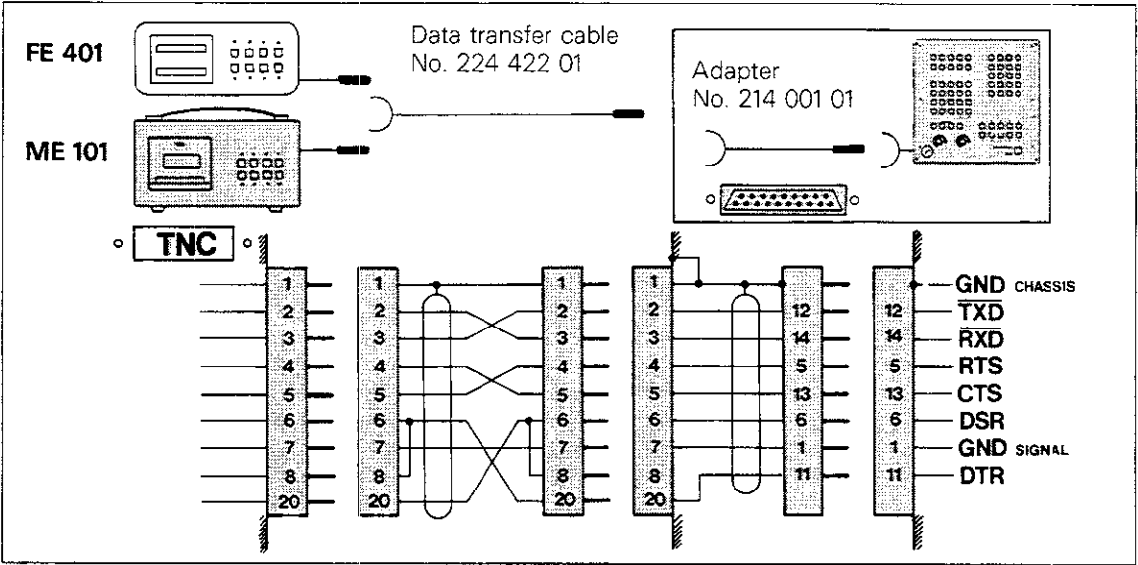 FE 401
ME 101
Data transfer cable
No. 224 422 01
Adapter
No. 214 001 01
TNC
1 1 1 1 GND CHASSIS
2 2 2 2 12 12 T̅X̅D̅
3 3 3 3 14 14 R̅X̅D̅
4 4 4 4 5 5 RTS
5 5 5 5 13 13 CTS
6 6 6 6 6 6 DSR
7 7 7 7 1 1 GND SIGNAL
8 8 8 8 11 11 DTR
20 20 20 20